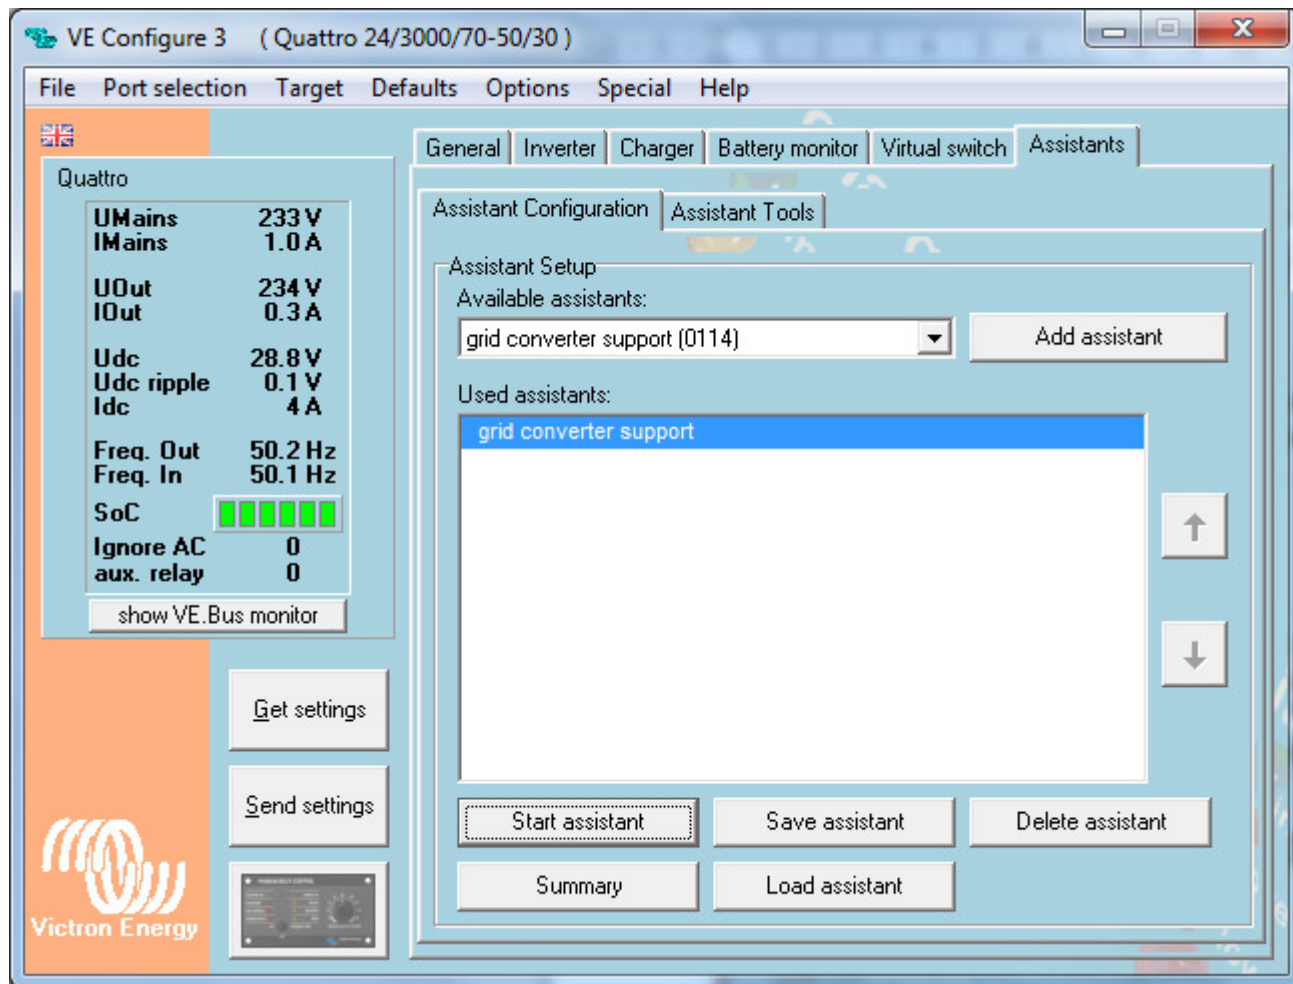 VE Configure 3 ( Quattro 24/3000/70-50/30 )
File Port selection Target Defaults Options Special Help
General Inverter Charger Battery monitor Virtual switch Assistants
Quattro
UMains 233 V
IMains 1.0 A
UOut 234 V
IOut 0.3 A
Udc 28.8 V
Udc ripple 0.1 V
Idc 4 A
Freq. Out 50.2 Hz
Freq. In 50.1 Hz
SoC
Ignore AC 0
aux. relay 0
show VE.Bus monitor
Get settings
Send settings
Victron Energy
Assistant Configuration Assistant Tools
Assistant Setup
Available assistants:
grid converter support (0114) Add assistant
Used assistants:
grid converter support
Start assistant Save assistant Delete assistant
Summary Load assistant